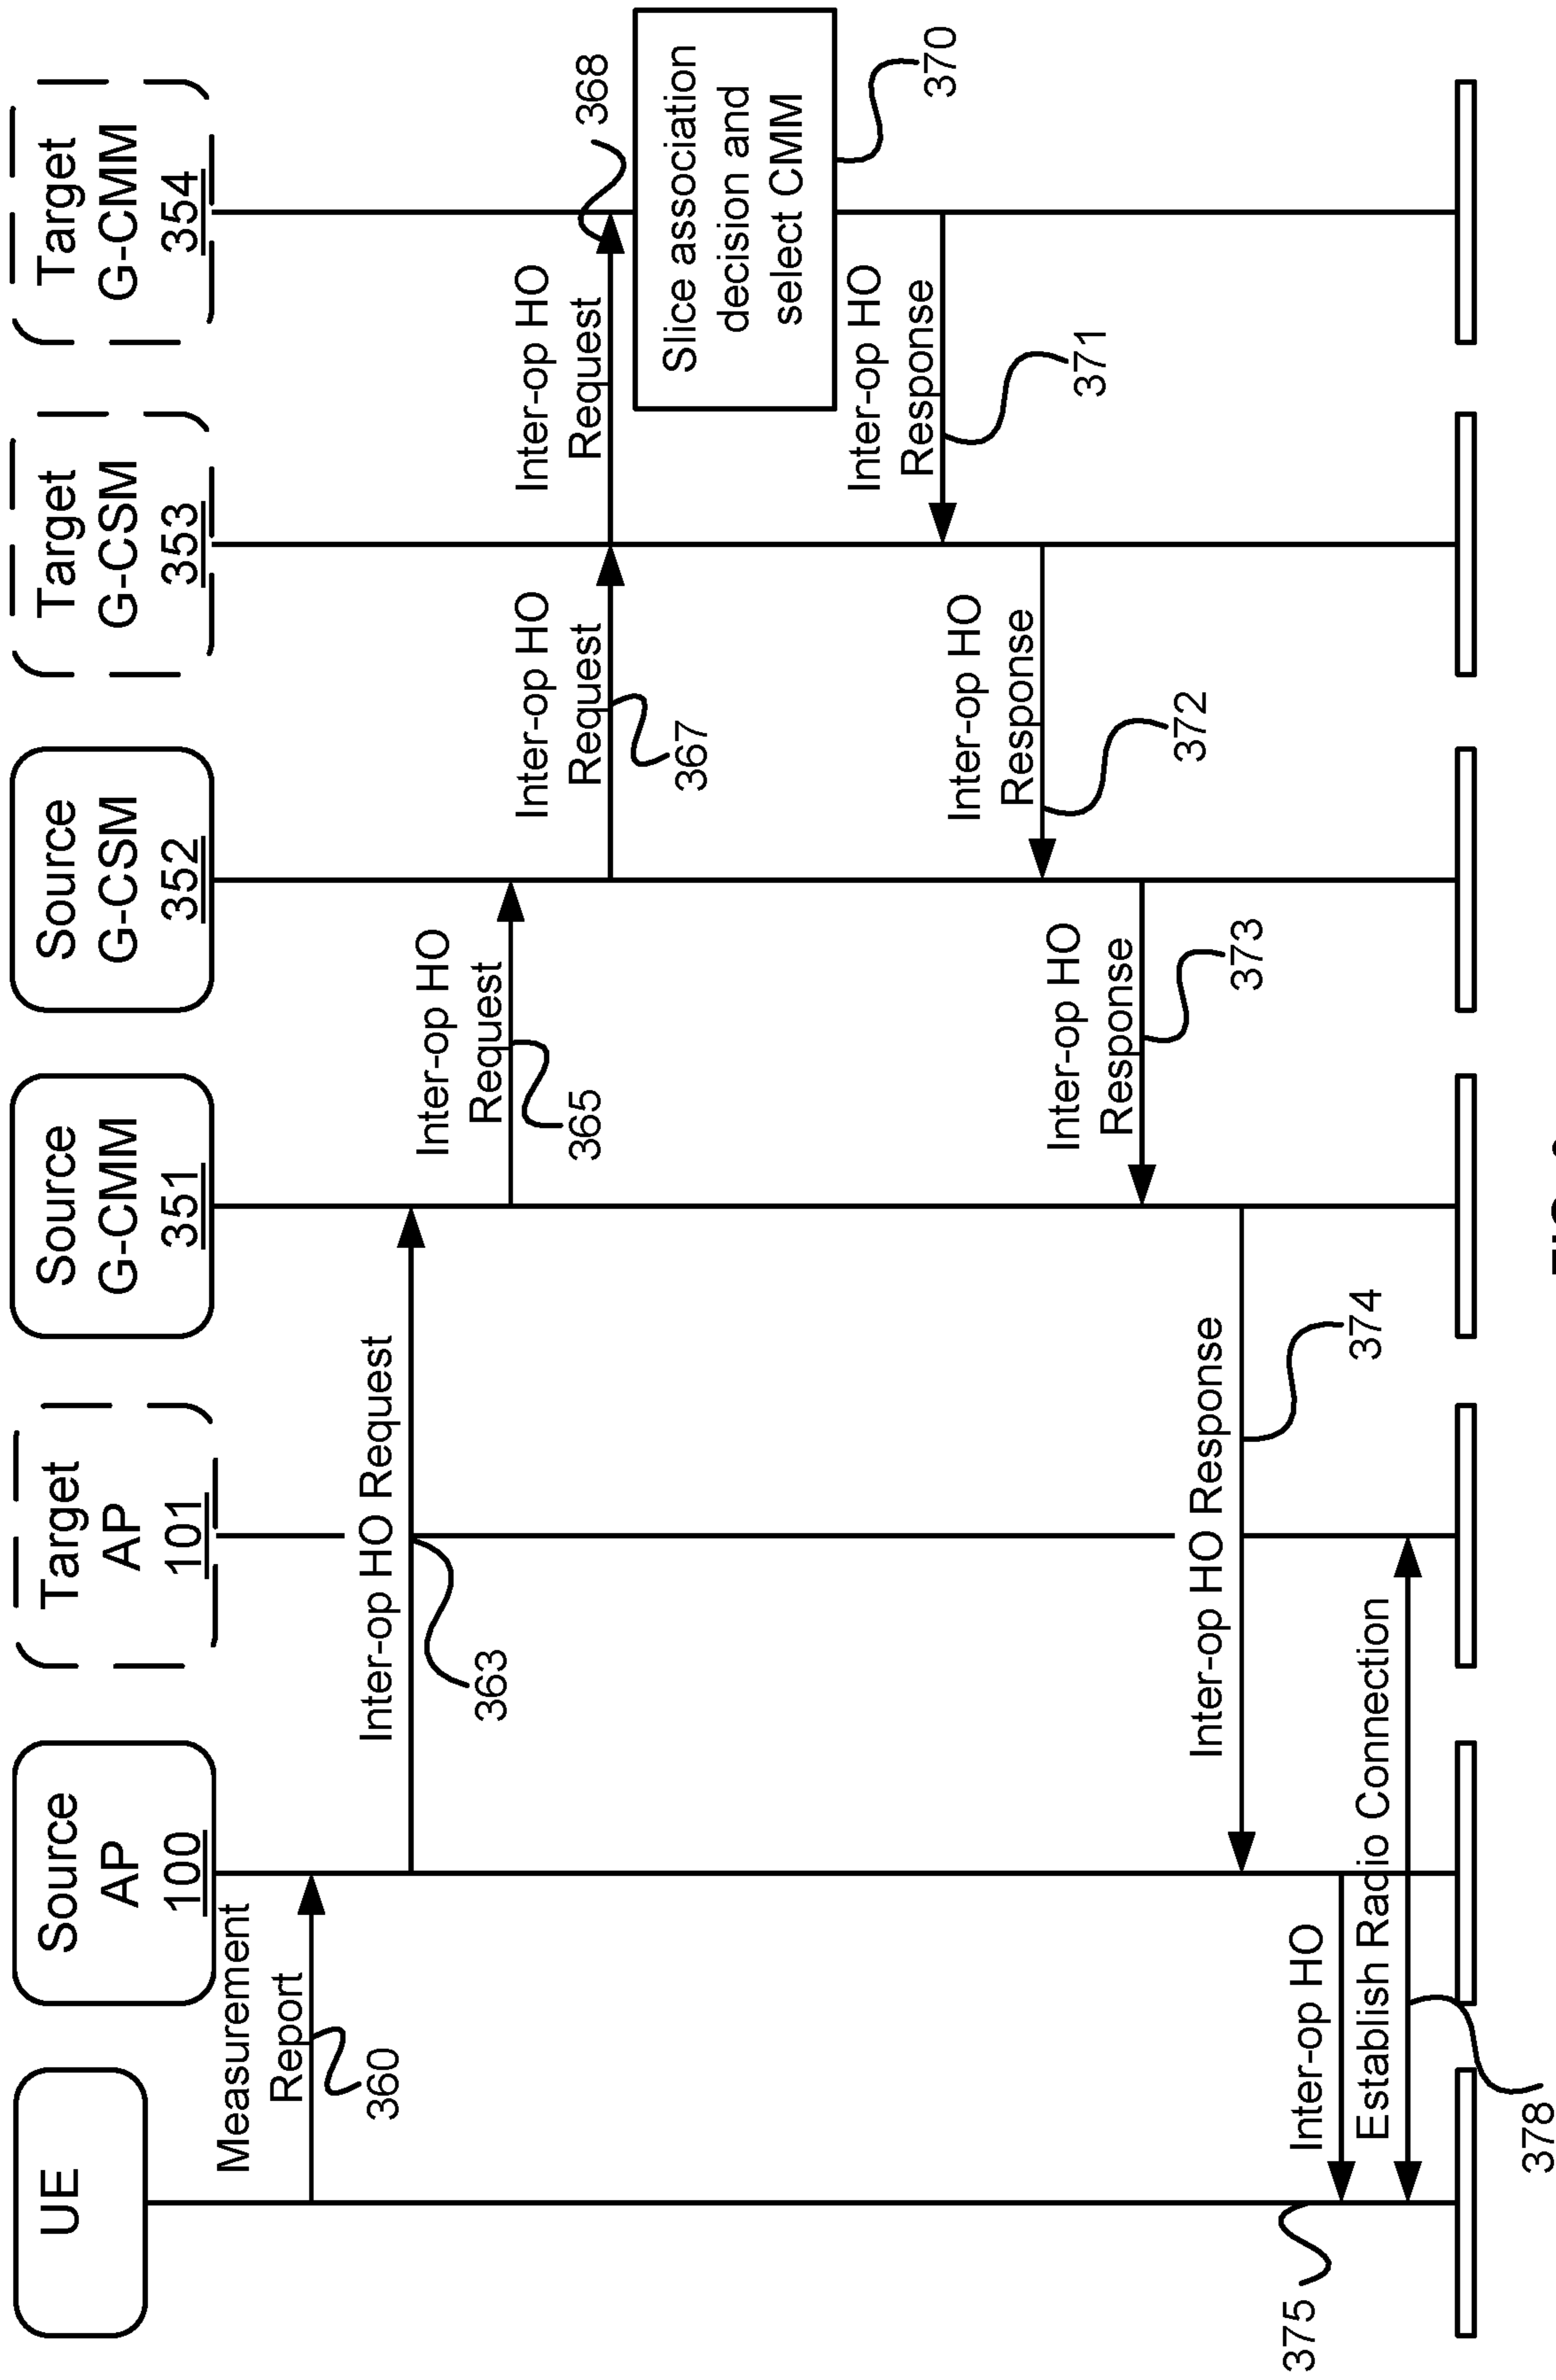 UE
Source
AP
100
Target
AP
101
Source
G-CMM
351
Source
G-CSM
352
Target
G-CSM
353
Target
G-CMM
354
Measurement
Report
360
Inter-op HO Request
363
Inter-op HO
Request
365
Inter-op HO
Request
367
Inter-op HO
Request
368
Slice association
decision and
select CMM
370
Inter-op HO
Response
371
Inter-op HO
Response
372
Inter-op HO
Response
373
Inter-op HO Response
374
Inter-op HO
375
Establish Radio Connection
378